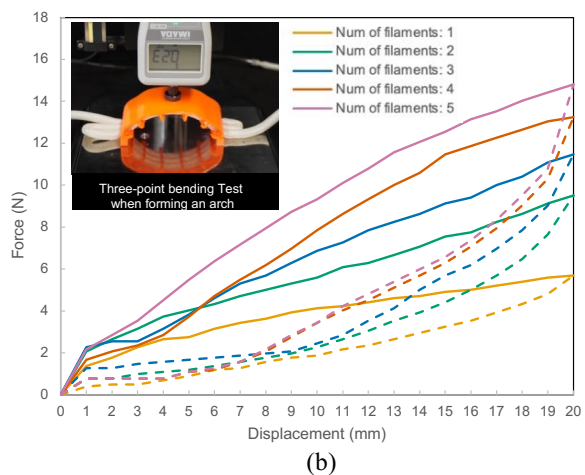 18
16
14
12
10
8
6
4
2
0
Force (N)
IMADA
Three-point bending Test
when forming an arch
Num of filaments: 1
Num of filaments: 2
Num of filaments: 3
Num of filaments: 4
Num of filaments: 5
0 1 2 3 4 5 6 7 8 9 10 11 12 13 14 15 16 17 18 19 20
Displacement (mm)
(b)